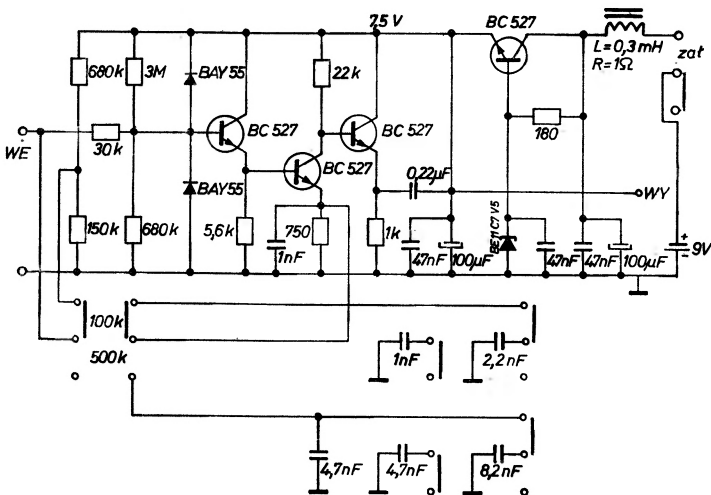 7,5 V
BC 527
L=0,3mH
R=1Ω
zał
680k
3M
BAY 55
22k
BC 527
BC 527
180
WE
30k
BC 527
BAY55
0,22µF
WY
150k
680k
5,6k
750
1k
1nF
47nF
100µF
47nF
47nF
100µF
+
−
9V
100k
500k
1nF
2,2nF
4,7nF
4,7nF
8,2nF